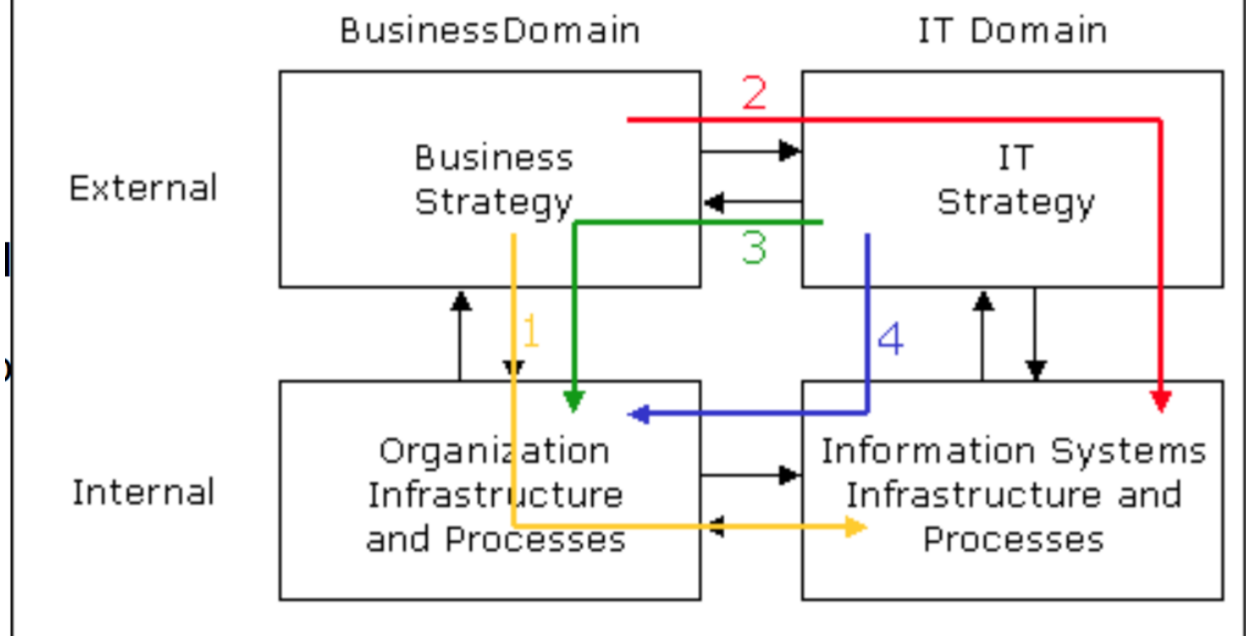 BusinessDomain
IT Domain
2
External
Business
Strategy
IT
Strategy
3
1
4
Internal
Organization
Infrastructure
and Processes
Information Systems
Infrastructure and
Processes